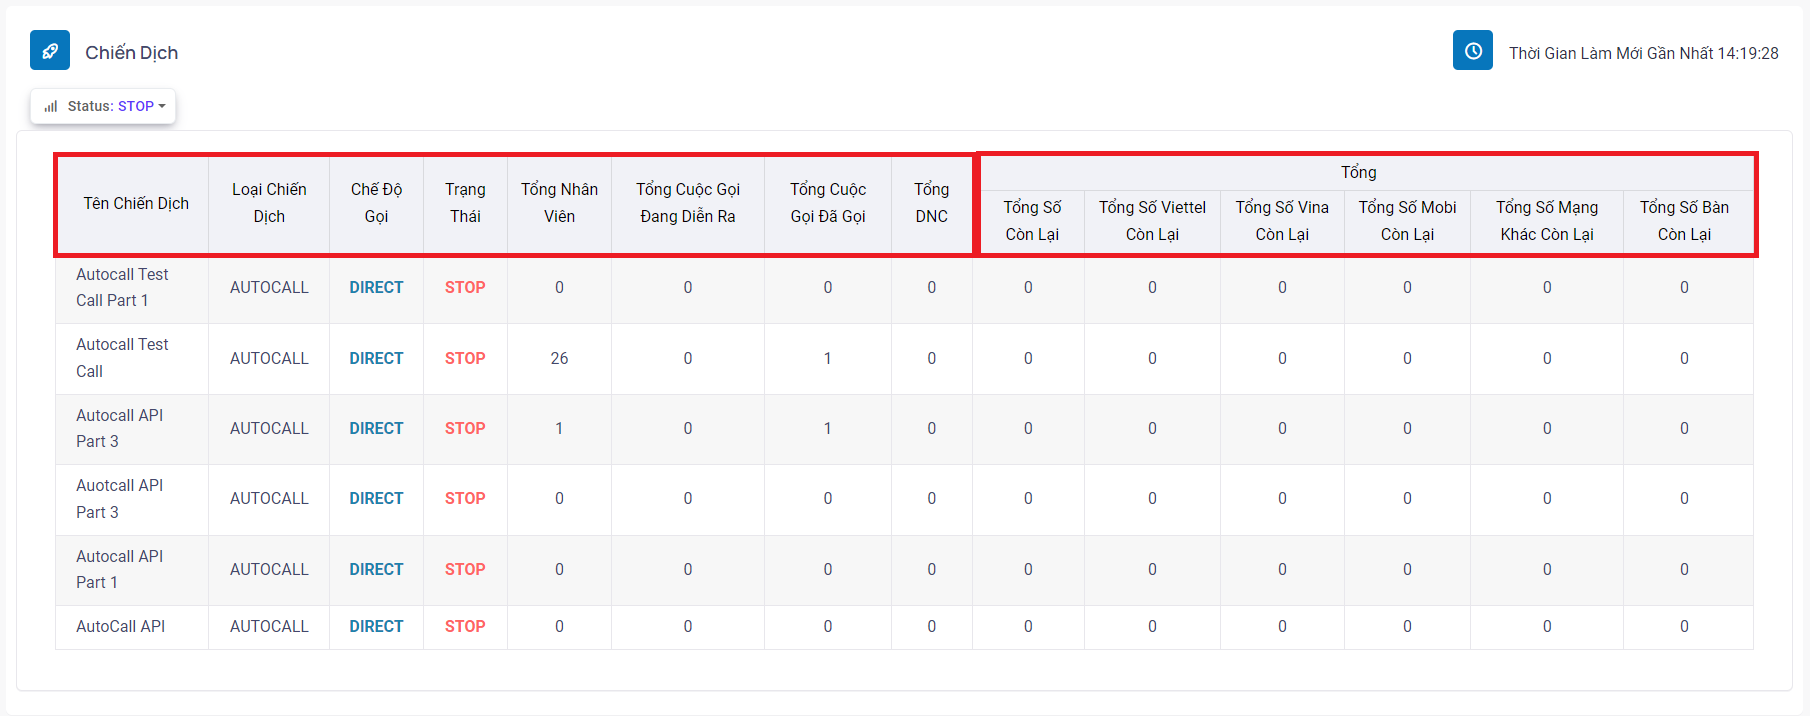 Chiến Dịch
Thời Gian Làm Mới Gần Nhất 14:19:28
Status: STOP
Tên Chiến Dịch
Loại Chiến
Dịch
Chế Độ
Gọi
Trạng
Thái
Tổng Nhân
Viên
Tổng Cuộc Gọi
Đang Diễn Ra
Tổng Cuộc
Gọi Đã Gọi
Tổng
DNC
Tổng
Tổng Số
Còn Lại
Tổng Số Viettel
Còn Lại
Tổng Số Vina
Còn Lại
Tổng Số Mobi
Còn Lại
Tổng Số Mạng
Khác Còn Lại
Tổng Số Bàn
Còn Lại
Autocall Test
Call Part 1
AUTOCALL DIRECT STOP 0 0 0 0 0 0 0 0 0 0
Autocall Test
Call
AUTOCALL DIRECT STOP 26 0 1 0 0 0 0 0 0 0
Autocall API
Part 3
AUTOCALL DIRECT STOP 1 0 1 0 0 0 0 0 0 0
Auotcall API
Part 3
AUTOCALL DIRECT STOP 0 0 0 0 0 0 0 0 0 0
Autocall API
Part 1
AUTOCALL DIRECT STOP 0 0 0 0 0 0 0 0 0 0
AutoCall API AUTOCALL DIRECT STOP 0 0 0 0 0 0 0 0 0 0